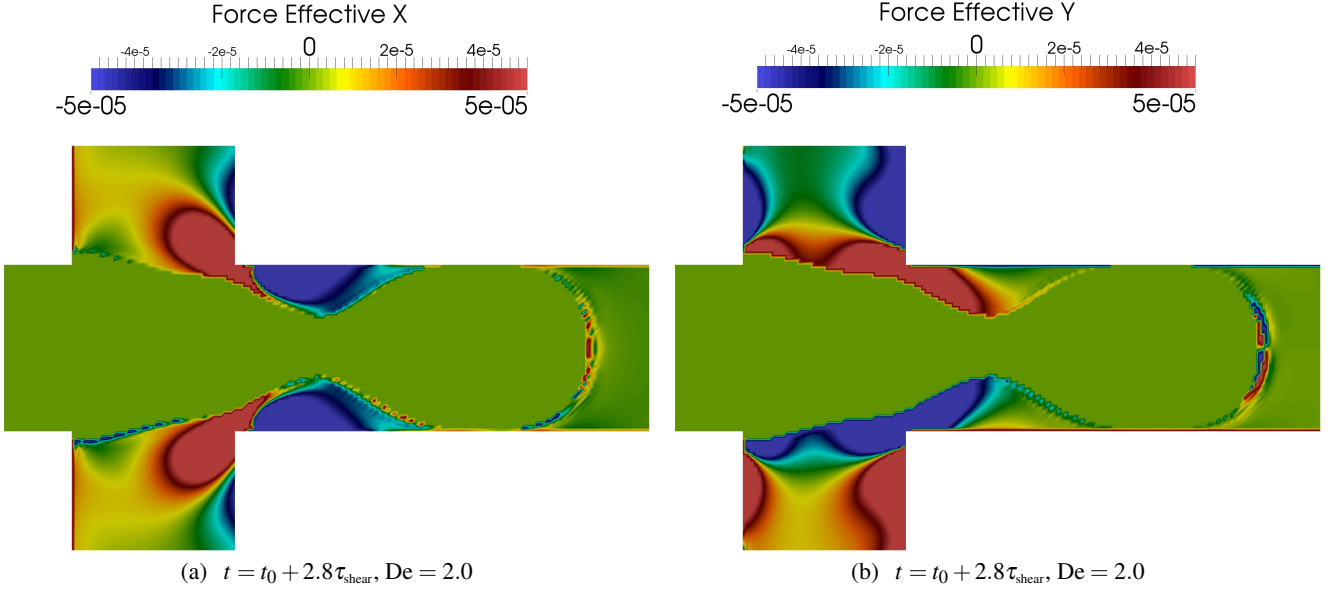 Force Effective X
-4e-5 -2e-5 0 2e-5 4e-5
-5e-05 5e-05
Force Effective Y
-4e-5 -2e-5 0 2e-5 4e-5
-5e-05 5e-05
(a) t = t₀ + 2.8τ_shear, De = 2.0
(b) t = t₀ + 2.8τ_shear, De = 2.0